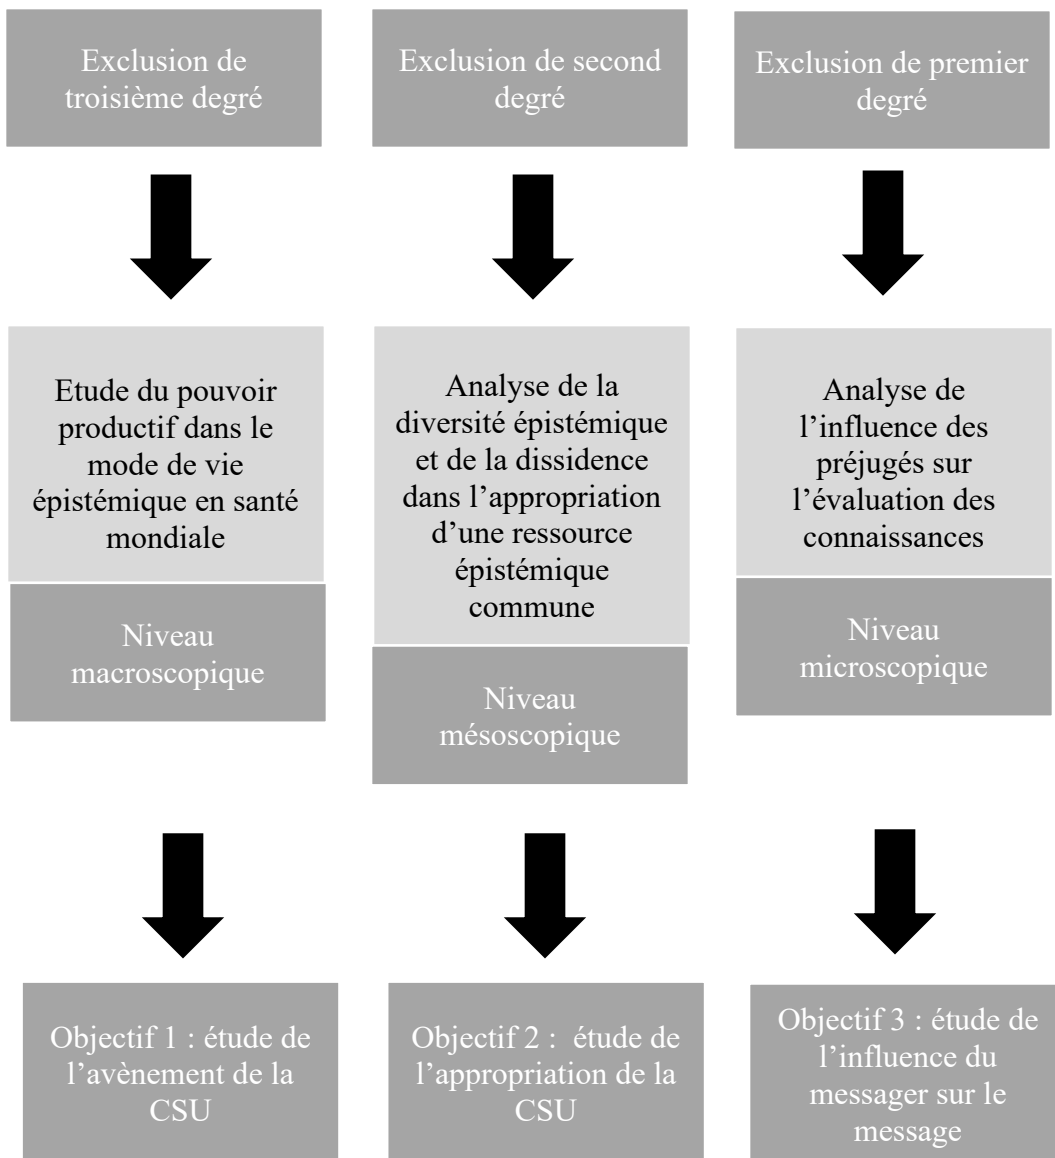 Exclusion de
troisième degré
Exclusion de second
degré
Exclusion de premier
degré
Etude du pouvoir
productif dans le
mode de vie
épistémique en santé
mondiale
Niveau
macroscopique
Analyse de la
diversité épistémique
et de la dissidence
dans l’appropriation
d’une ressource
épistémique
commune
Niveau
mésoscopique
Analyse de
l’influence des
préjugés sur
l’évaluation des
connaissances
Niveau
microscopique
Objectif 1 : étude de
l’avènement de la
CSU
Objectif 2 :  étude de
l’appropriation de la
CSU
Objectif 3 : étude de
l’influence du
messager sur le
message